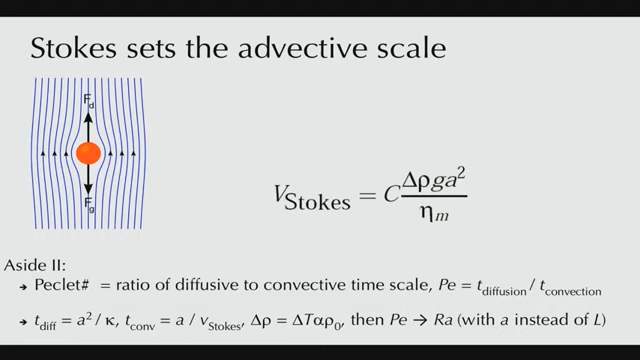 Stokes sets the advective scale
F_d
F_g
V_Stokes = C Δρga²/η_m
Aside II:
→ Peclet# = ratio of diffusive to convective time scale, Pe = t_diffusion / t_convection
→ t_diff = a² / κ, t_conv = a / v_Stokes, Δρ = ΔTαρ₀, then Pe → Ra (with a instead of L)